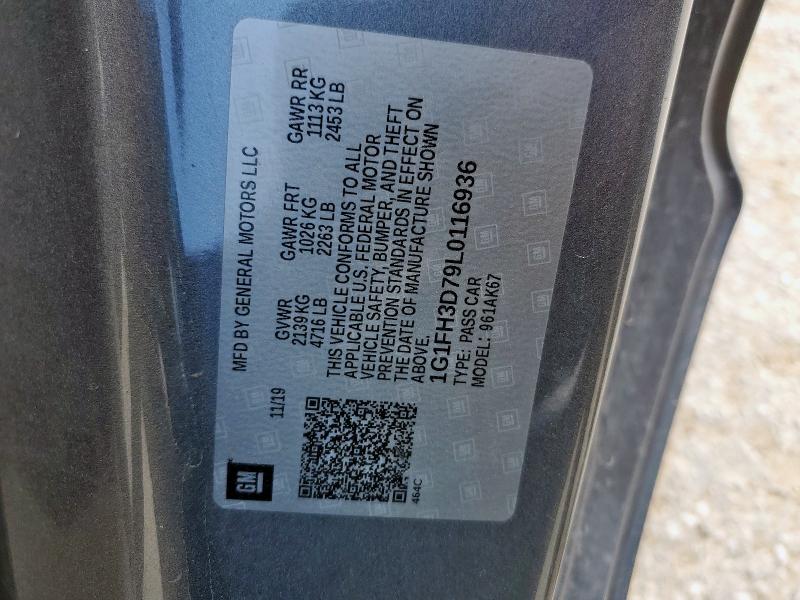 GM
11/19
MFD BY GENERAL MOTORS LLC
GVWR GAWR FRT GAWR RR
2139 KG 1026 KG 1113 KG
4716 LB 2263 LB 2453 LB
THIS VEHICLE CONFORMS TO ALL
APPLICABLE U.S. FEDERAL MOTOR
VEHICLE SAFETY, BUMPER, AND THEFT
PREVENTION STANDARDS IN EFFECT ON
THE DATE OF MANUFACTURE SHOWN
ABOVE.
1G1FH3D79L0116936
TYPE: PASS CAR
MODEL: 961AK67
464C